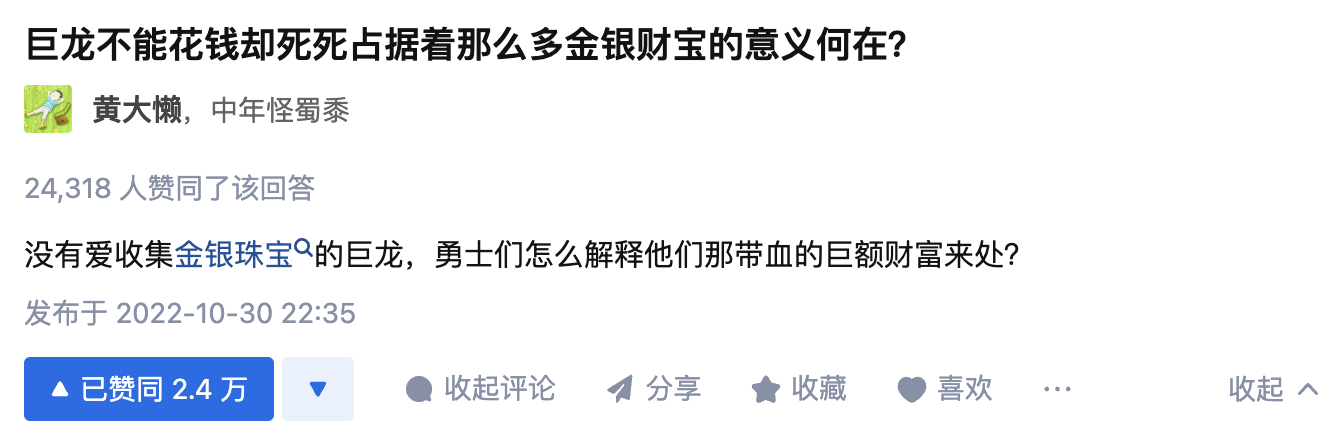 巨龙不能花钱却死死占据着那么多金银财宝的意义何在？
黄大懒，中年怪蜀黍
24,318 人赞同了该回答
没有爱收集金银珠宝的巨龙，勇士们怎么解释他们那带血的巨额财富来处？
发布于 2022-10-30 22:35
已赞同 2.4 万 收起评论 分享 收藏 喜欢 ··· 收起